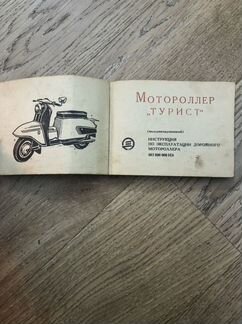 Мотороллер
„ТУРИСТ"
(модернизированный)
ИНСТРУКЦИЯ
ПО ЭКСПЛУАТАЦИИ ДОРОЖНОГО
МОТОРОЛЛЕРА